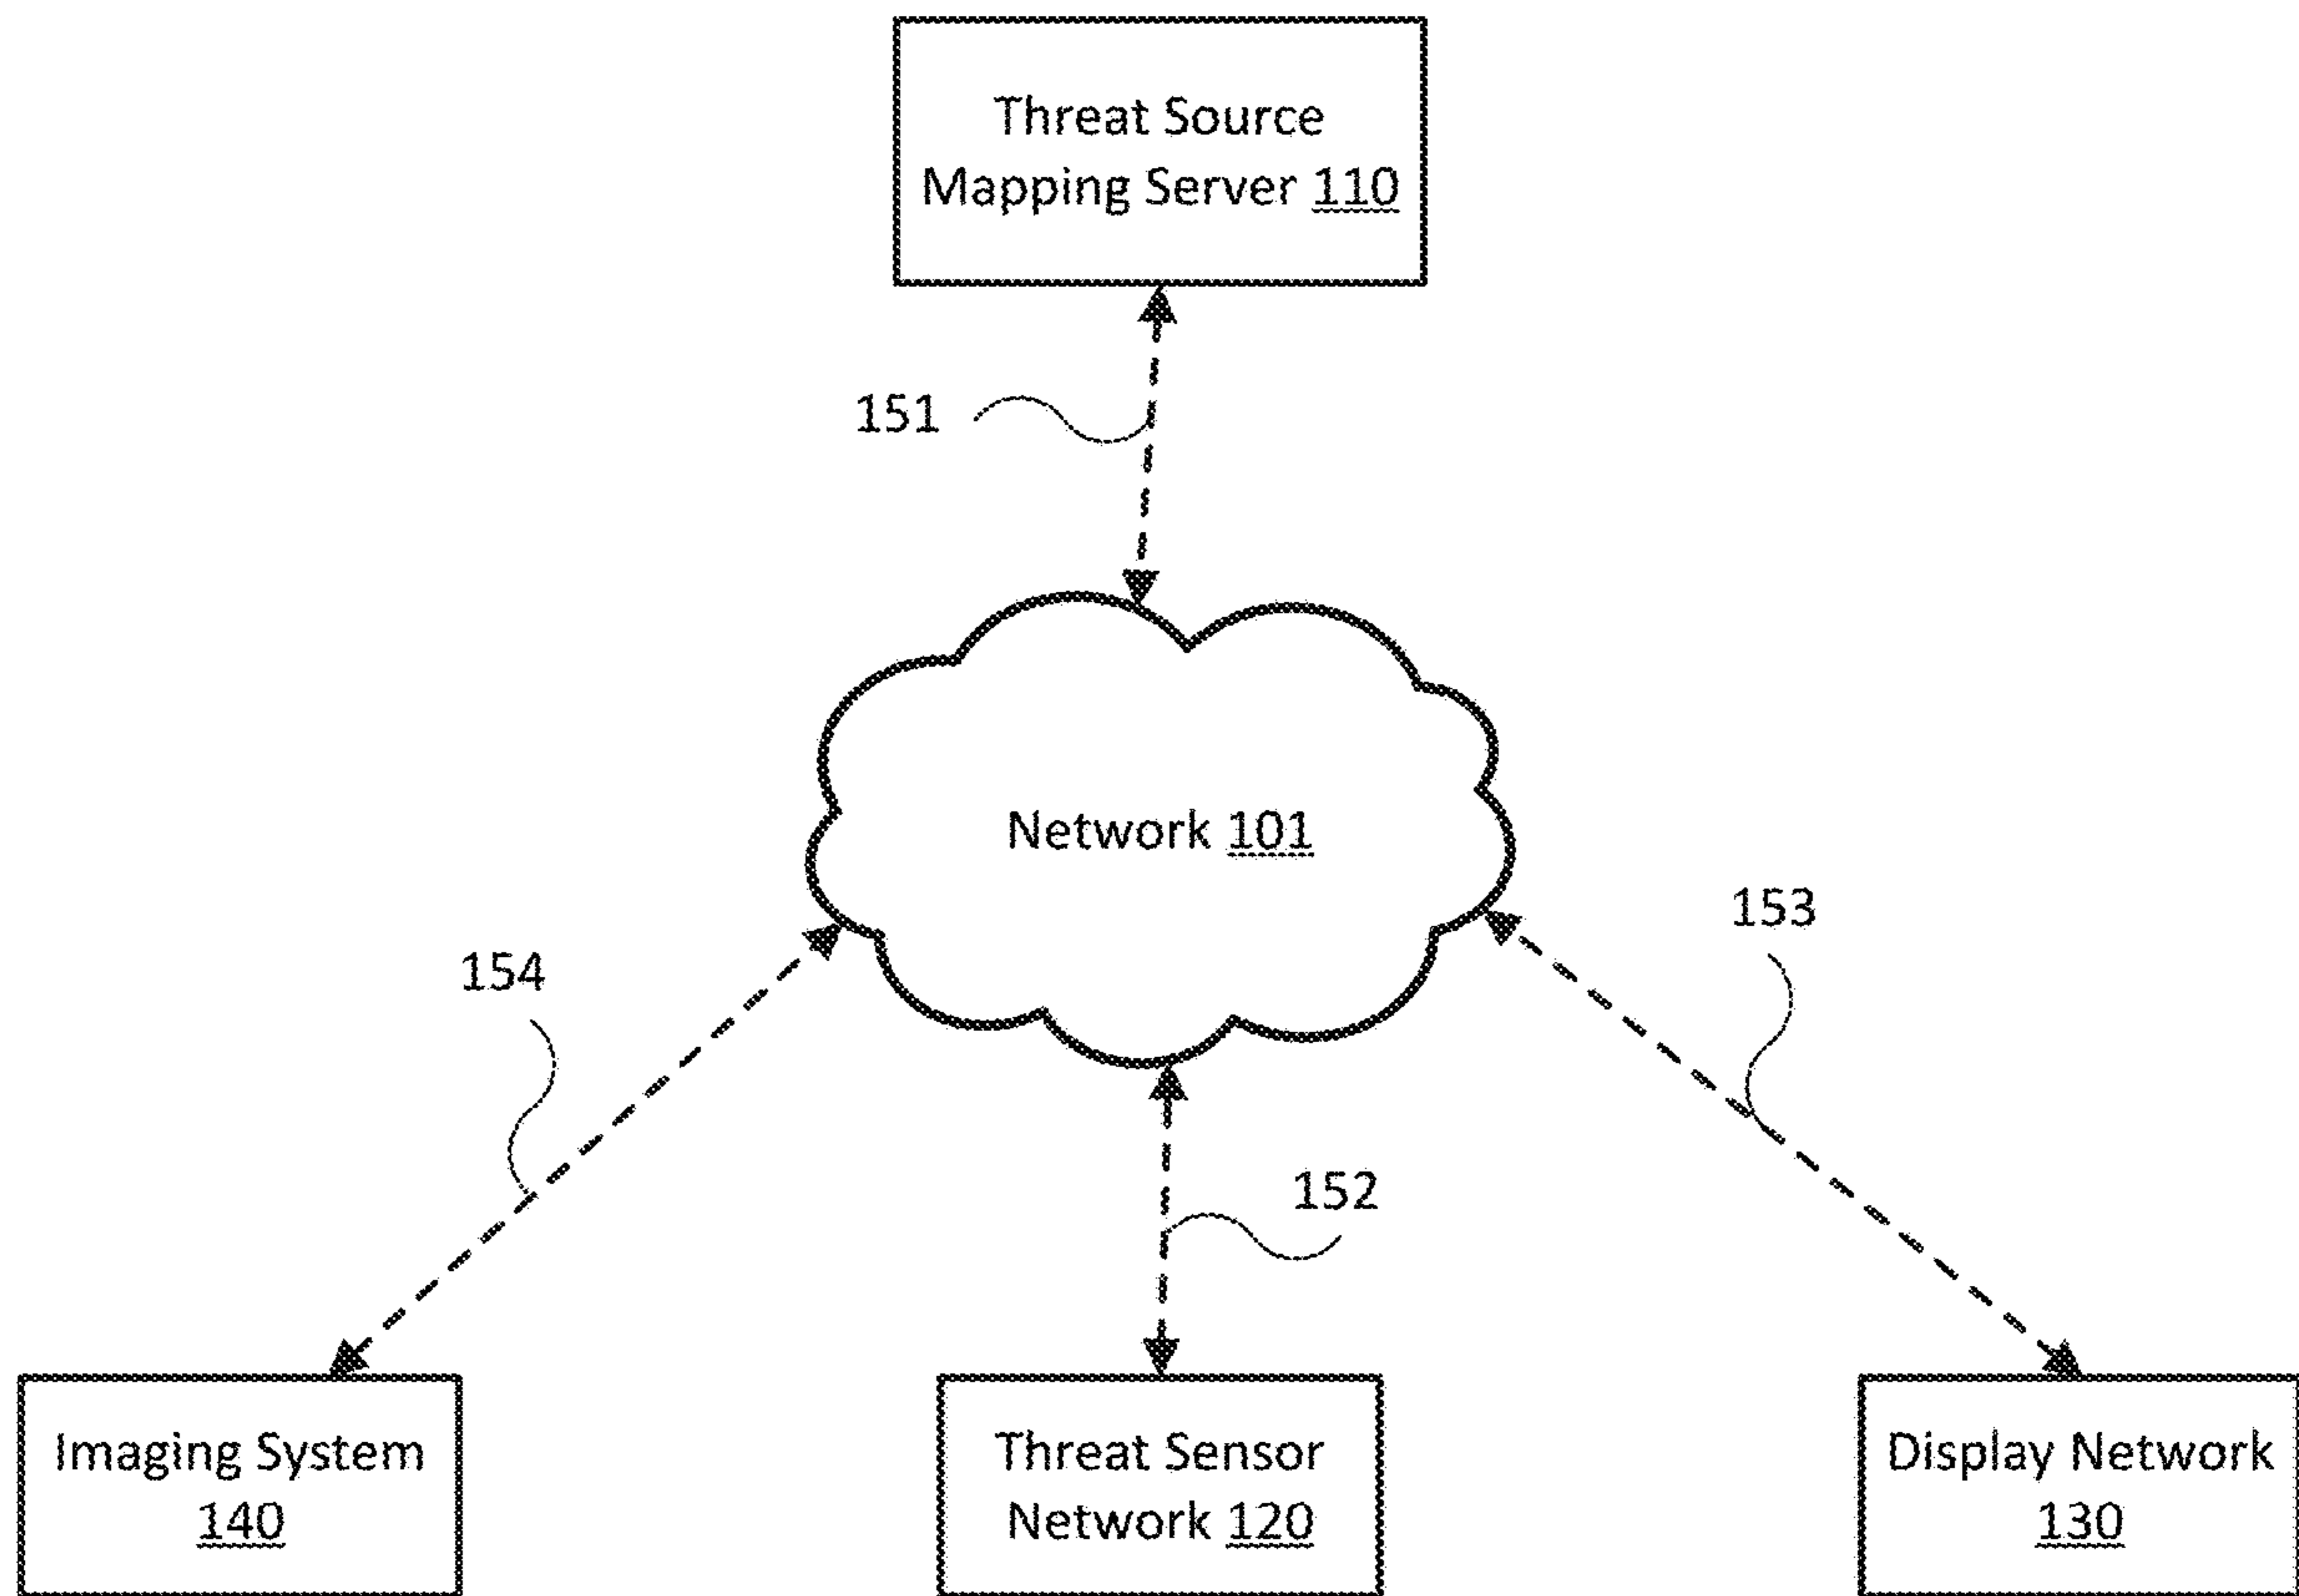 Threat Source
Mapping Server 110
151
Network 101
153
154
152
Imaging System
140
Threat Sensor
Network 120
Display Network
130